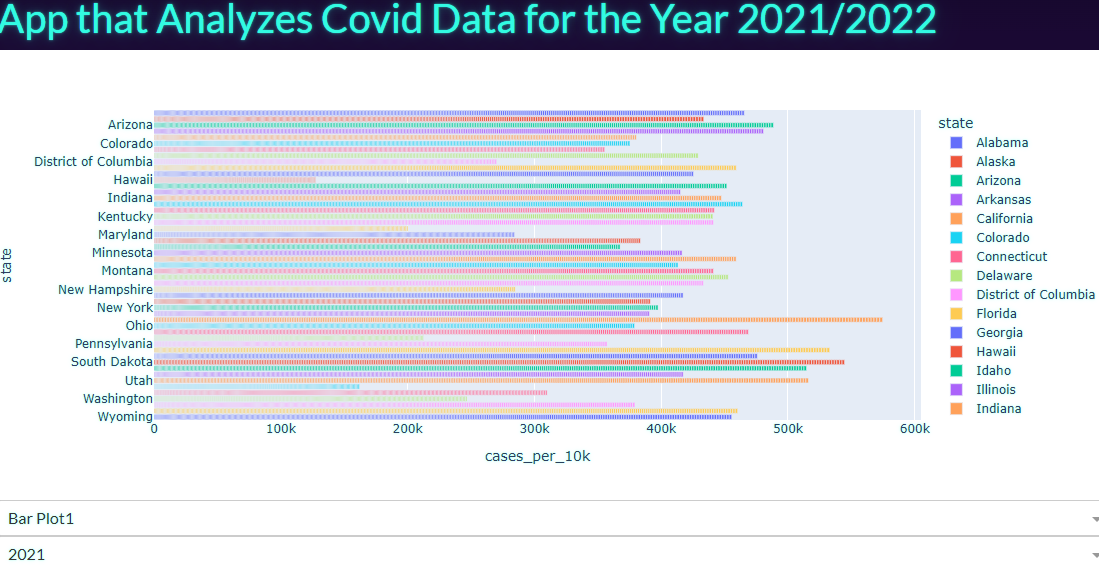 App that Analyzes Covid Data for the Year 2021/2022
state
Arizona
Colorado
District of Columbia
Hawaii
Indiana
Kentucky
Maryland
Minnesota
Montana
New Hampshire
New York
Ohio
Pennsylvania
South Dakota
Utah
Washington
Wyoming
0 100k 200k 300k 400k 500k 600k
cases_per_10k
state
Alabama
Alaska
Arizona
Arkansas
California
Colorado
Connecticut
Delaware
District of Columbia
Florida
Georgia
Hawaii
Idaho
Illinois
Indiana
Bar Plot1
2021